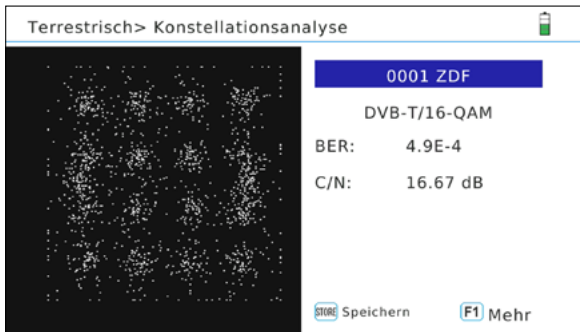 Terrestrisch> Konstellationsanalyse
0001 ZDF
DVB-T/16-QAM
BER: 4.9E-4
C/N: 16.67 dB
STORE Speichern F1 Mehr